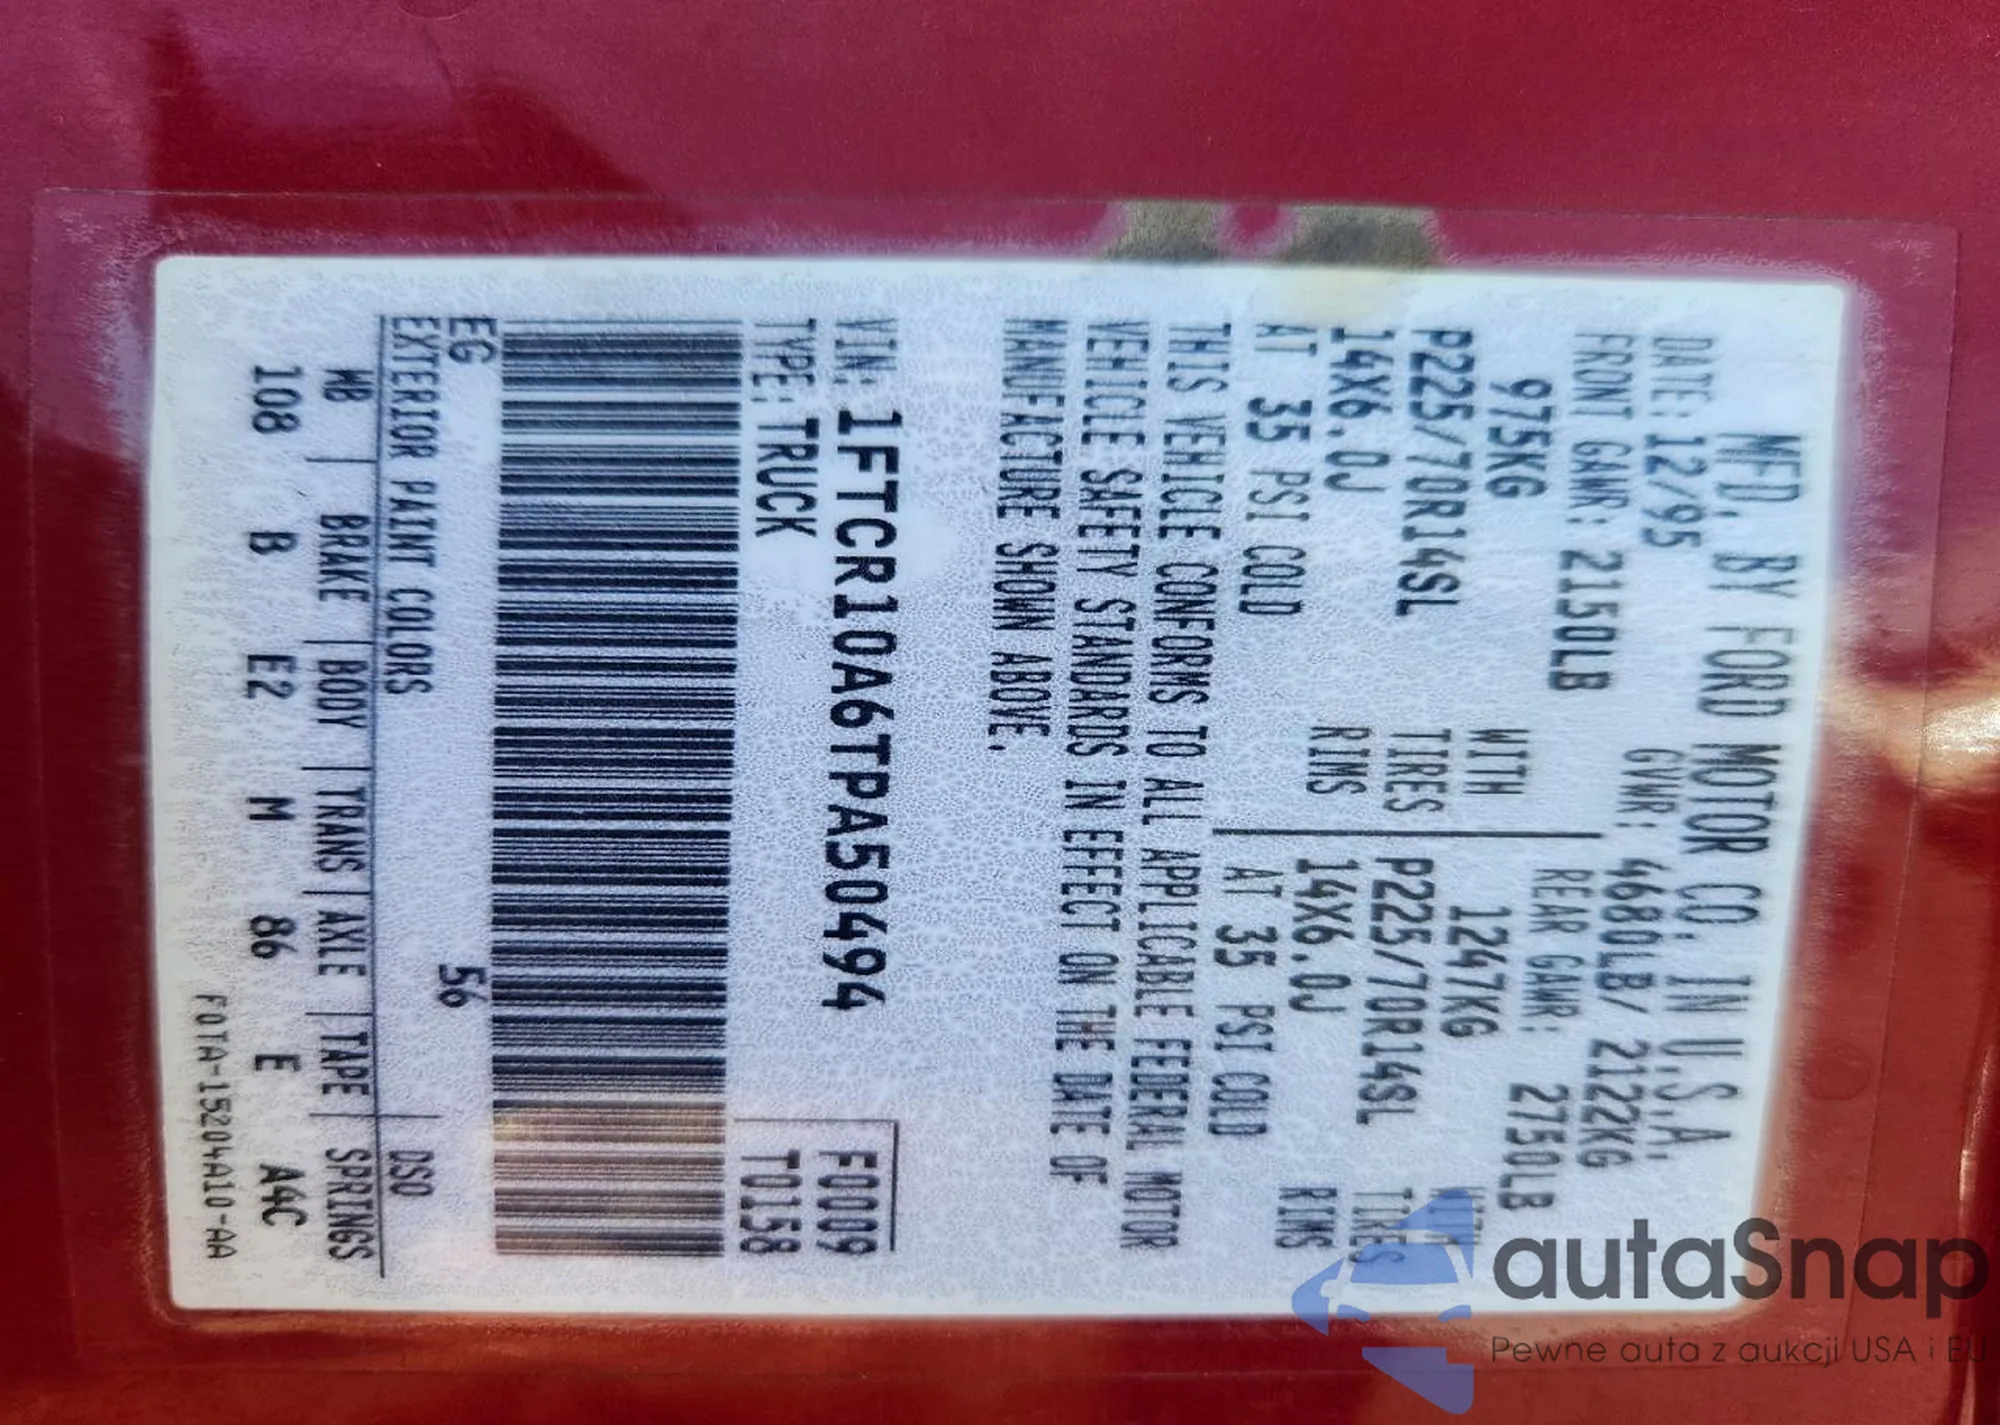 MFD. BY FORD MOTOR CO. IN U.S.A.
DATE: 12/95 GVWR: 4680LB/ 2122KG
FRONT GAWR: 2150LB REAR GAWR: 2750LB
975KG WITH 1247KG WITH
P225/70R14SL TIRES P225/70R14SL TIRES
14X6.0J RIMS 14X6.0J RIMS
AT 35 PSI COLD AT 35 PSI COLD
THIS VEHICLE CONFORMS TO ALL APPLICABLE FEDERAL MOTOR
VEHICLE SAFETY STANDARDS IN EFFECT ON THE DATE OF
MANUFACTURE SHOWN ABOVE.
VIN: 1FTCR10A6TPA50494 F0009
TYPE: TRUCK T0158
EG 56
EXTERIOR PAINT COLORS DSO
WB BRAKE BODY TRANS AXLE TAPE SPRINGS
108 B E2 M 86 E A4C
F0TA-15204A10-AA
autaSnap
Pewne auta z aukcji USA i EU